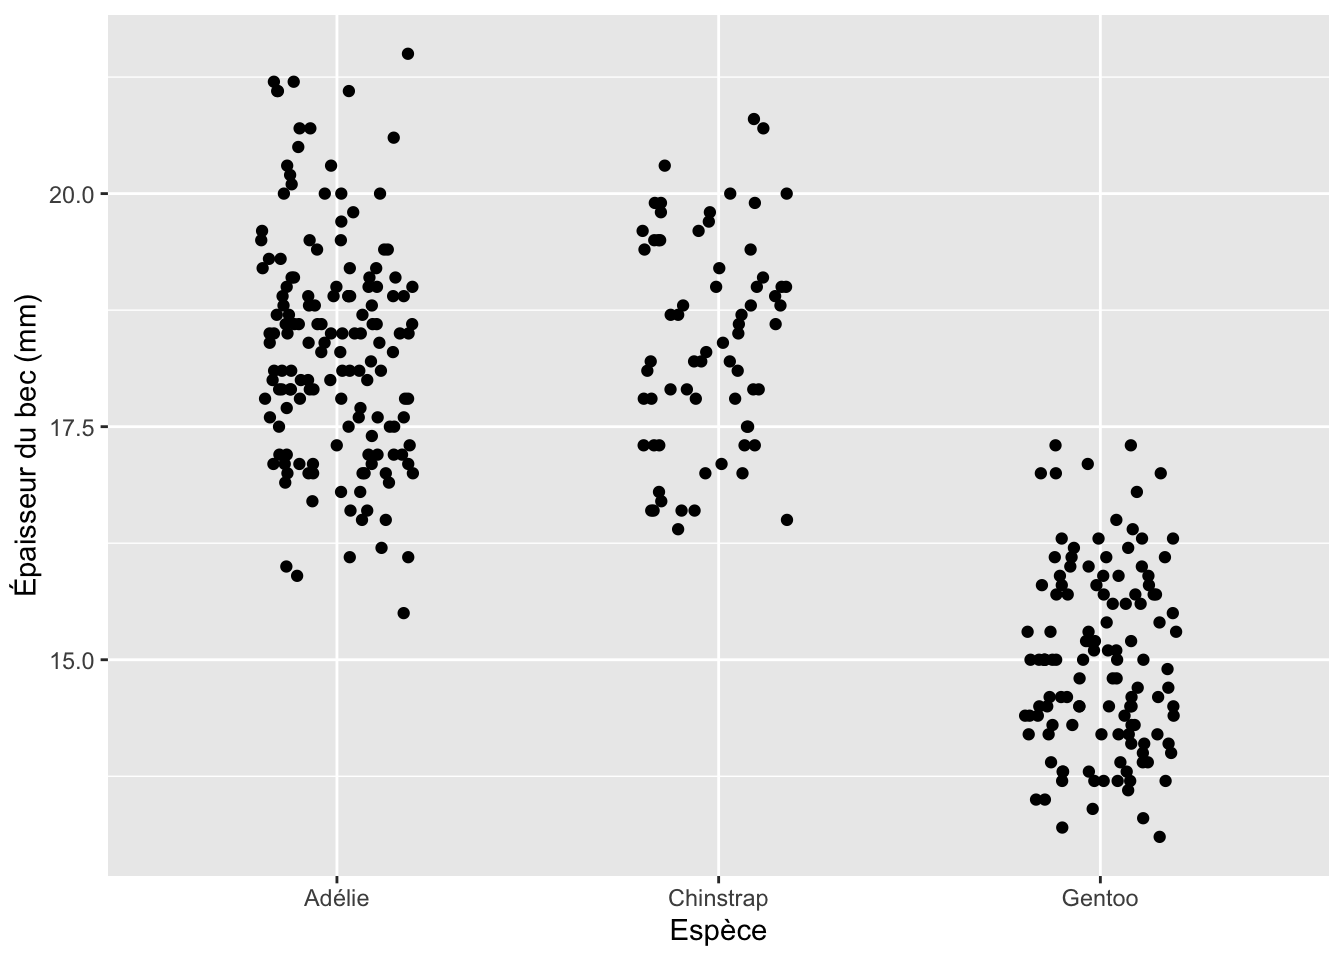 Épaisseur du bec (mm)
20.0
17.5
15.0
Adélie
Chinstrap
Gentoo
Espèce